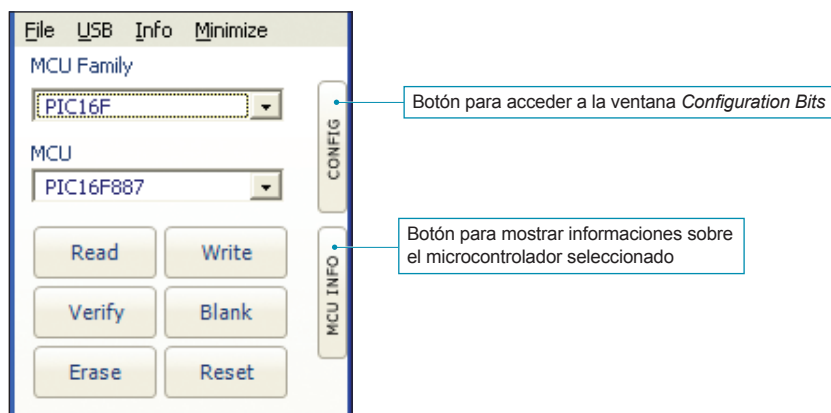 File USB Info Minimize
MCU Family
PIC16F
MCU
PIC16F887
Read Write
Verify Blank
Erase Reset
CONFIG
MCU INFO
Botón para acceder a la ventana Configuration Bits
Botón para mostrar informaciones sobre
el microcontrolador seleccionado